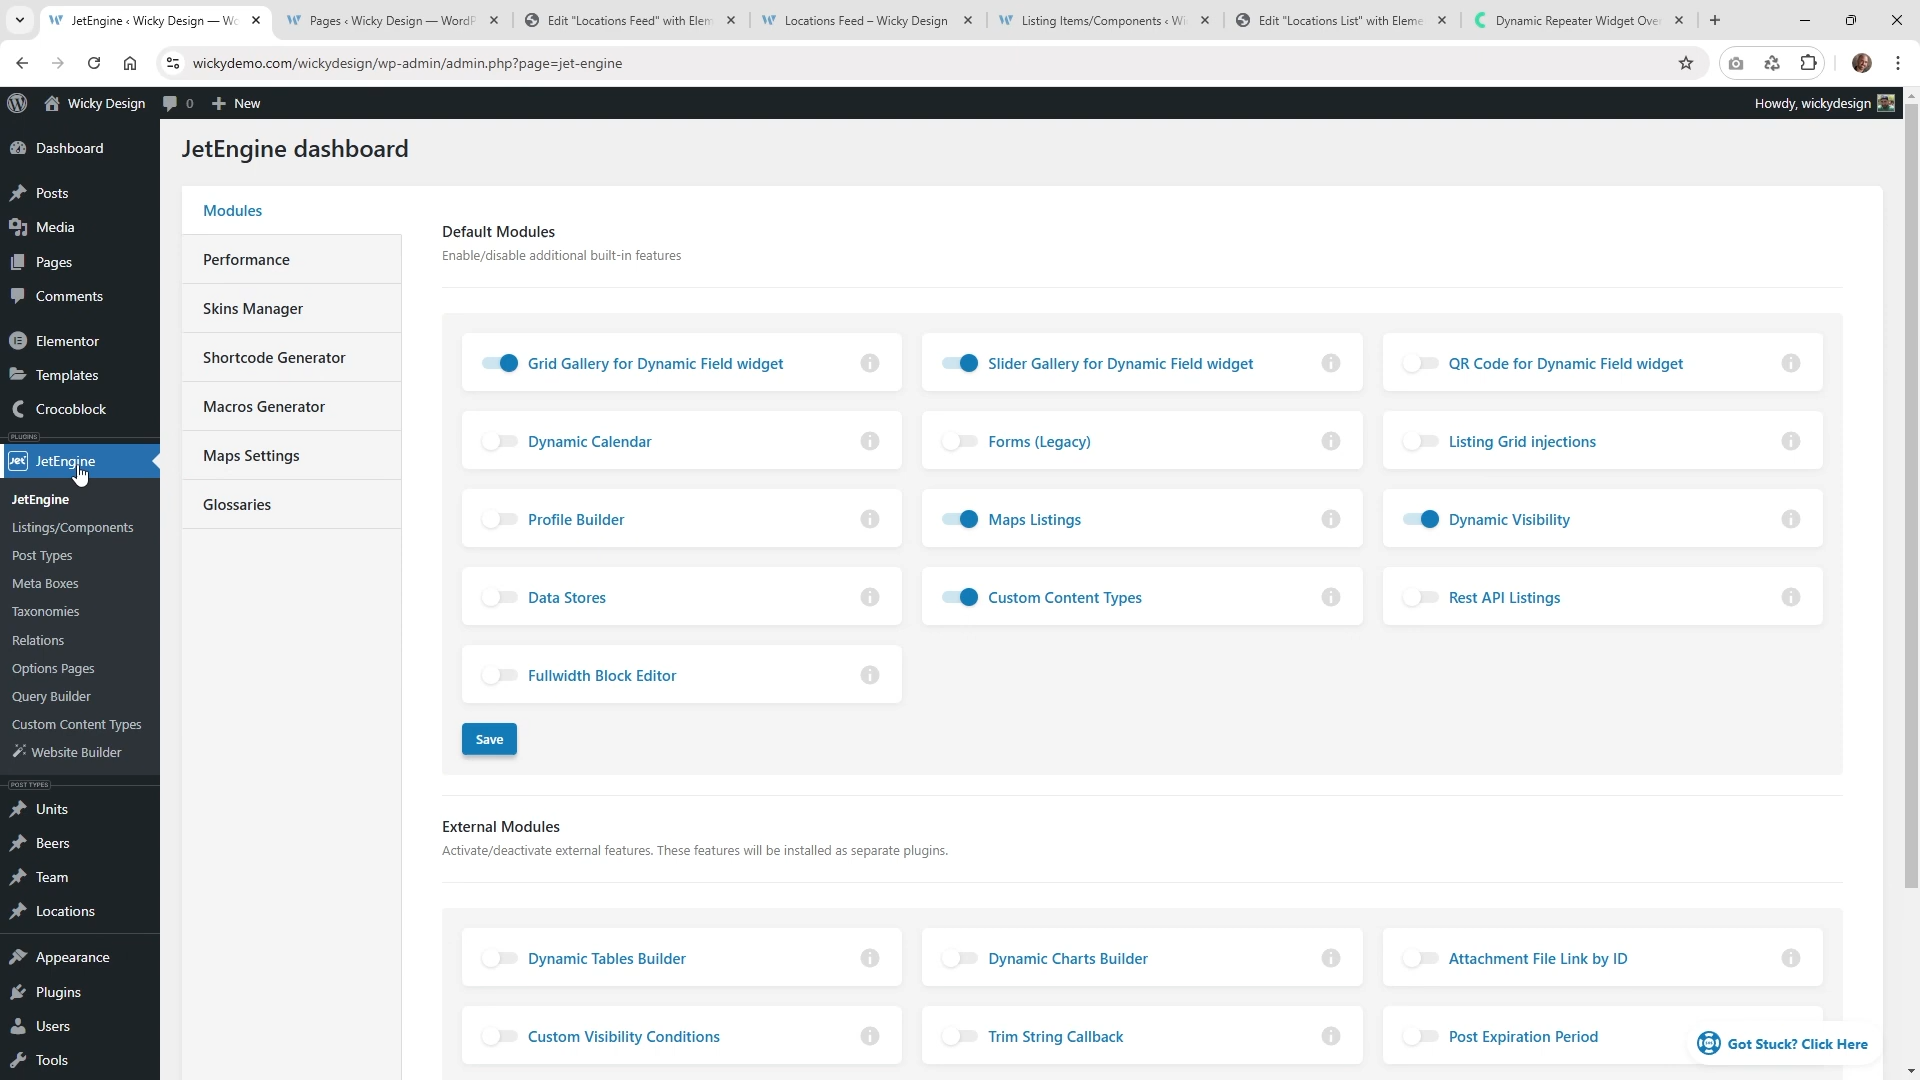 JetEngine ‹ Wicky Design — Wo
Pages ‹ Wicky Design — WordP
Edit "Locations Feed" with Elem
Locations Feed – Wicky Design
Listing Items/Components ‹ Wi
Edit "Locations List" with Eleme
Dynamic Repeater Widget Ove
wickydemo.com/wickydesign/wp-admin/admin.php?page=jet-engine
Wicky Design
0
New
Howdy, wickydesign
Dashboard
Posts
Media
Pages
Comments
Elementor
Templates
Crocoblock
PLUGINS
Jet
JetEngine
JetEngine
Listings/Components
Post Types
Meta Boxes
Taxonomies
Relations
Options Pages
Query Builder
Custom Content Types
Website Builder
POST TYPES
Units
Beers
Team
Locations
Appearance
Plugins
Users
Tools
JetEngine dashboard
Modules
Performance
Skins Manager
Shortcode Generator
Macros Generator
Maps Settings
Glossaries
Default Modules
Enable/disable additional built-in features
Grid Gallery for Dynamic Field widget
Slider Gallery for Dynamic Field widget
QR Code for Dynamic Field widget
Dynamic Calendar
Forms (Legacy)
Listing Grid injections
Profile Builder
Maps Listings
Dynamic Visibility
Data Stores
Custom Content Types
Rest API Listings
Fullwidth Block Editor
Save
External Modules
Activate/deactivate external features. These features will be installed as separate plugins.
Dynamic Tables Builder
Dynamic Charts Builder
Attachment File Link by ID
Custom Visibility Conditions
Trim String Callback
Post Expiration Period
Got Stuck? Click Here